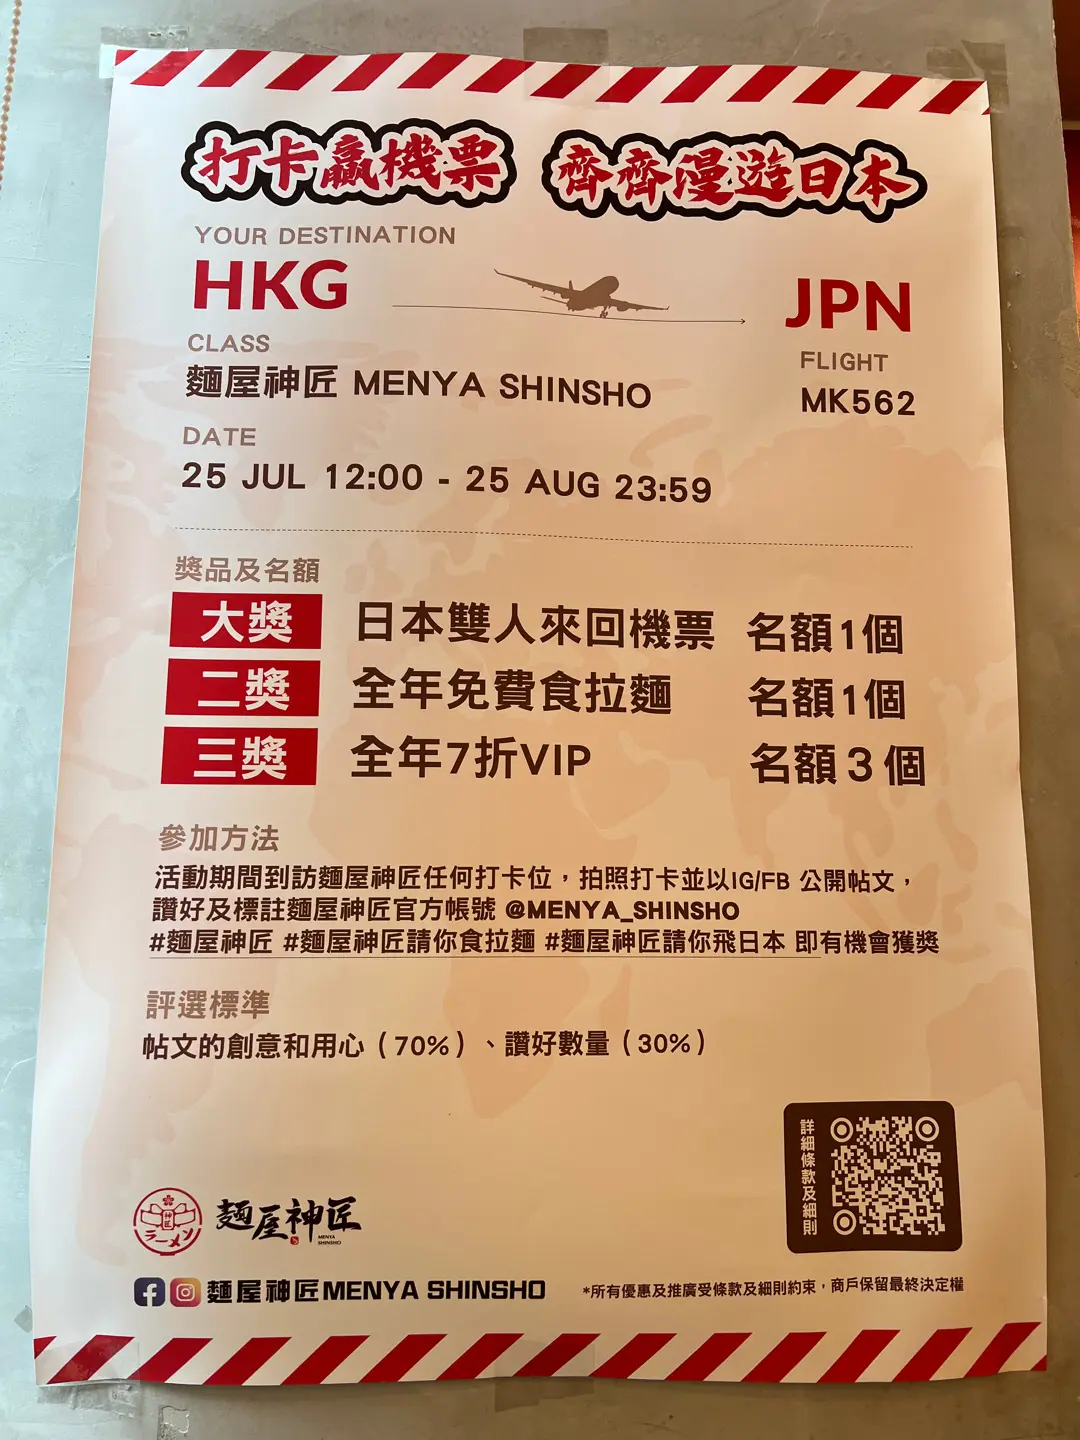 打卡贏機票 齊齊漫遊日本
YOUR DESTINATION
HKG
JPN
CLASS
麵屋神匠 MENYA SHINSHO
FLIGHT
MK562
DATE
25 JUL 12:00 - 25 AUG 23:59
獎品及名額
大獎 日本雙人來回機票 名額1個
二獎 全年免費食拉麵 名額1個
三獎 全年7折VIP 名額3個
參加方法
活動期間到訪麵屋神匠任何打卡位，拍照打卡並以IG/FB 公開帖文，
讚好及標註麵屋神匠官方帳號 @MENYA_SHINSHO
#麵屋神匠 #麵屋神匠請你食拉麵 #麵屋神匠請你飛日本 即有機會獲獎
評選標準
帖文的創意和用心（70%）、讚好數量（30%）
詳細條款及細則
神匠
ラーメン
麵屋神匠
MENYA
SHINSHO
麵屋神匠MENYA SHINSHO
*所有優惠及推廣受條款及細則約束，商戶保留最終決定權